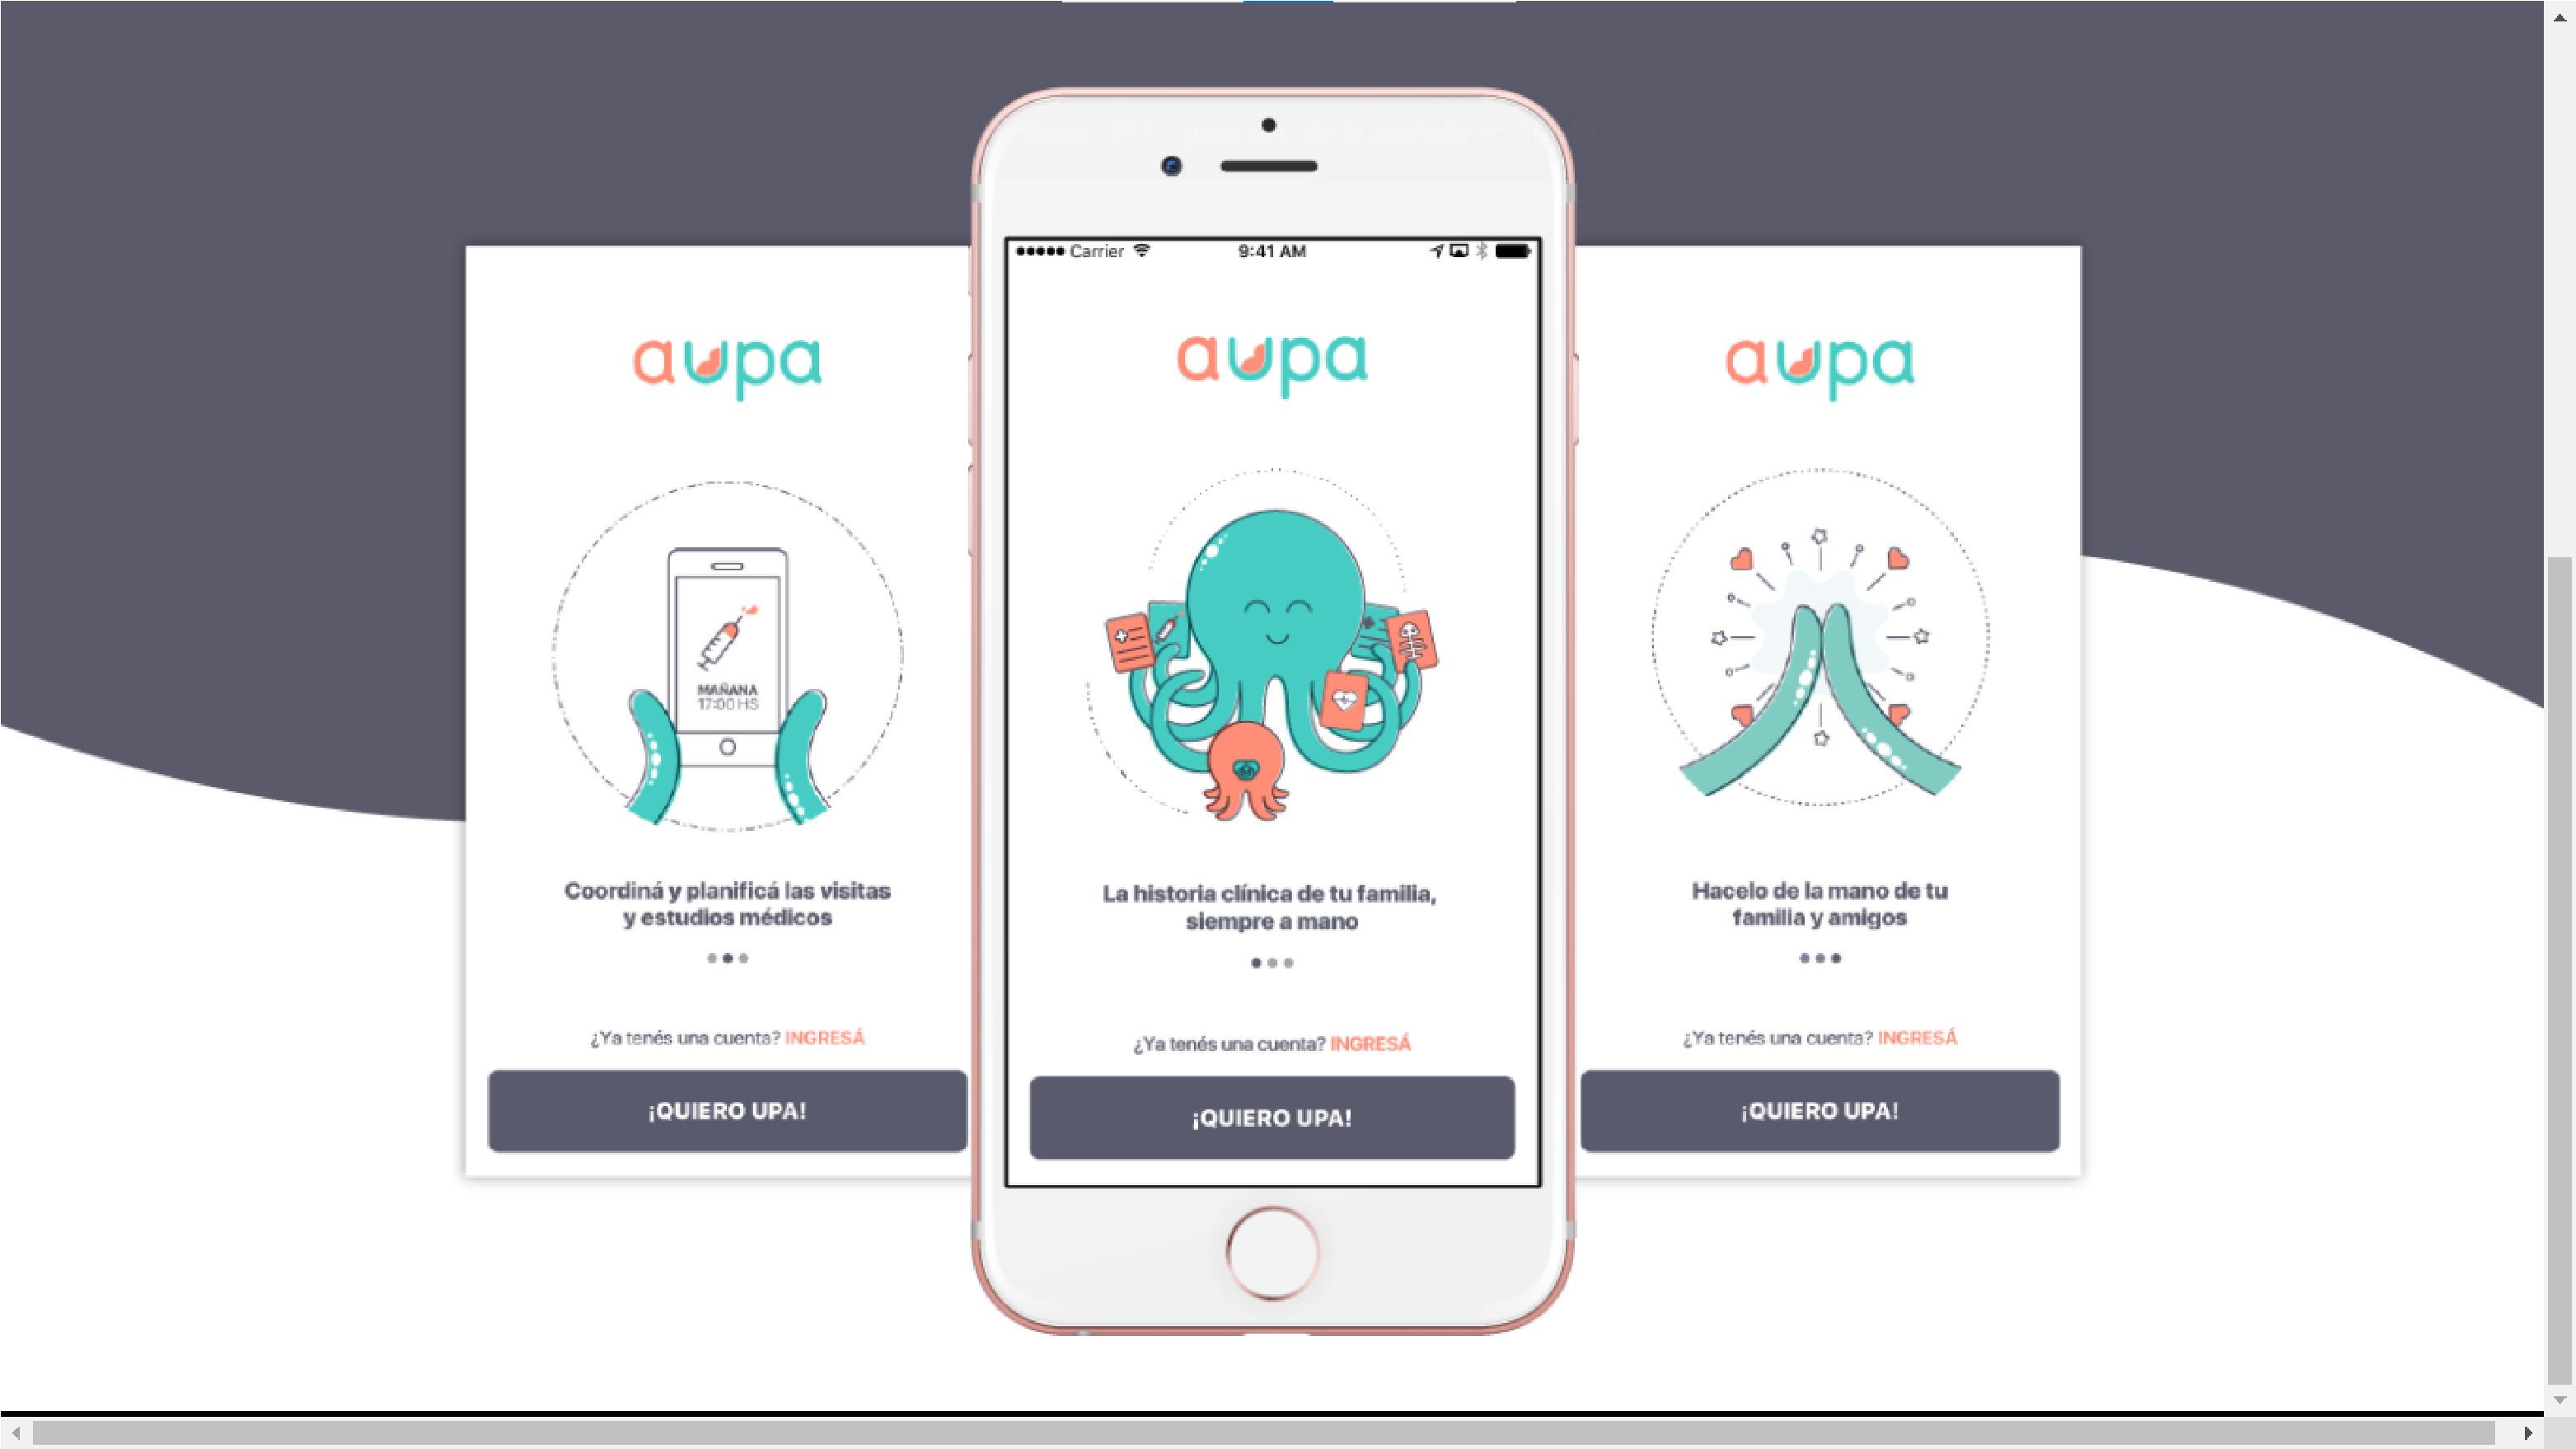 aupa
MAÑANA
17:00 HS
Coordiná y planificá las visitas
y estudios médicos
¿Ya tenés una cuenta? INGRESÁ
¡QUIERO UPA!
Carrier
9:41 AM
aupa
La historia clínica de tu familia,
siempre a mano
¿Ya tenés una cuenta? INGRESÁ
¡QUIERO UPA!
aupa
Hacelo de la mano de tu
familia y amigos
¿Ya tenés una cuenta? INGRESÁ
¡QUIERO UPA!